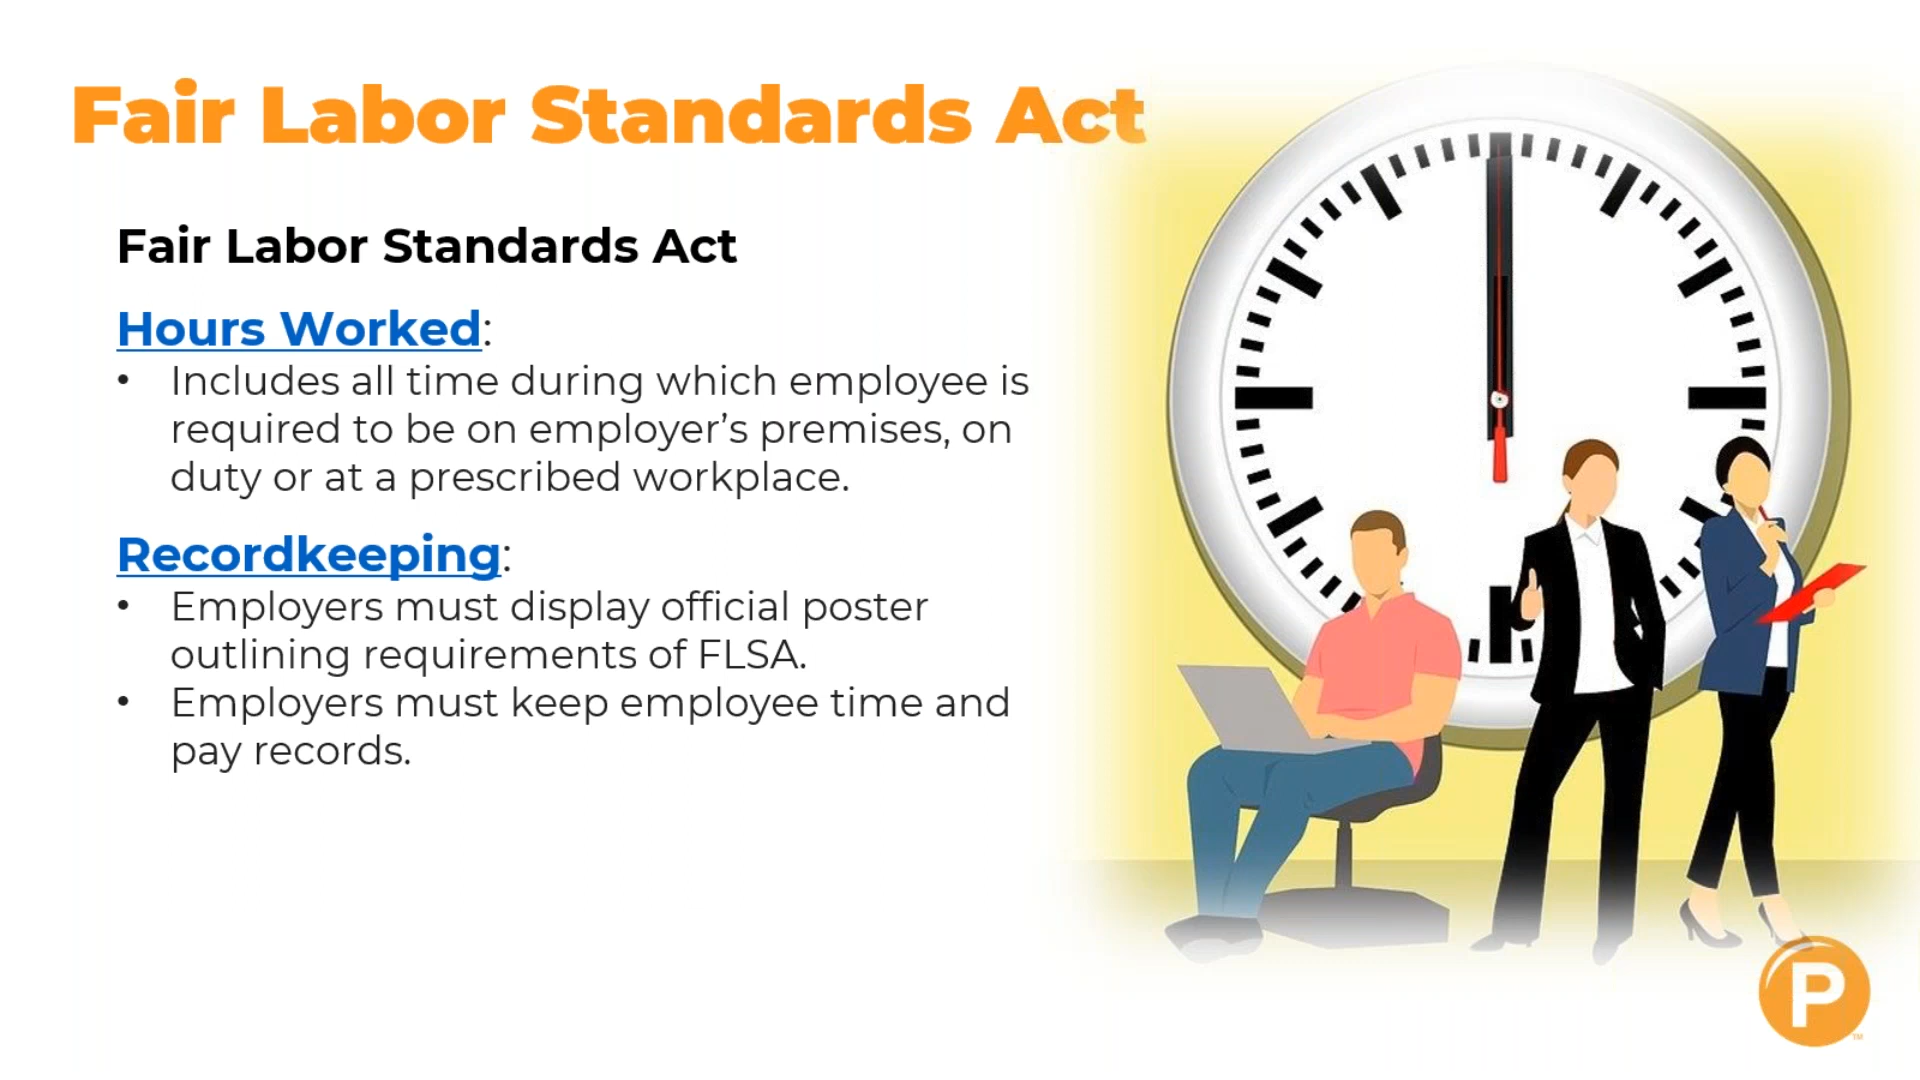 Fair Labor Standards Act
Fair Labor Standards Act
Hours Worked:
• Includes all time during which employee is
required to be on employer’s premises, on
duty or at a prescribed workplace.
Recordkeeping:
• Employers must display official poster
outlining requirements of FLSA.
• Employers must keep employee time and
pay records.
P
TM